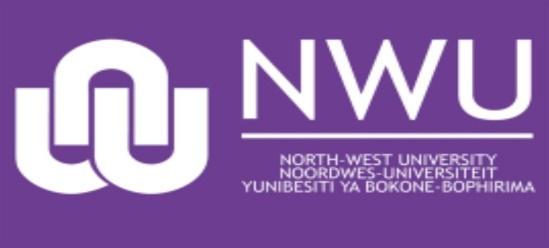 NWU
NORTH-WEST UNIVERSITY
NOORDWES-UNIVERSITEIT
YUNIBESITI YA BOKONE-BOPHIRIMA